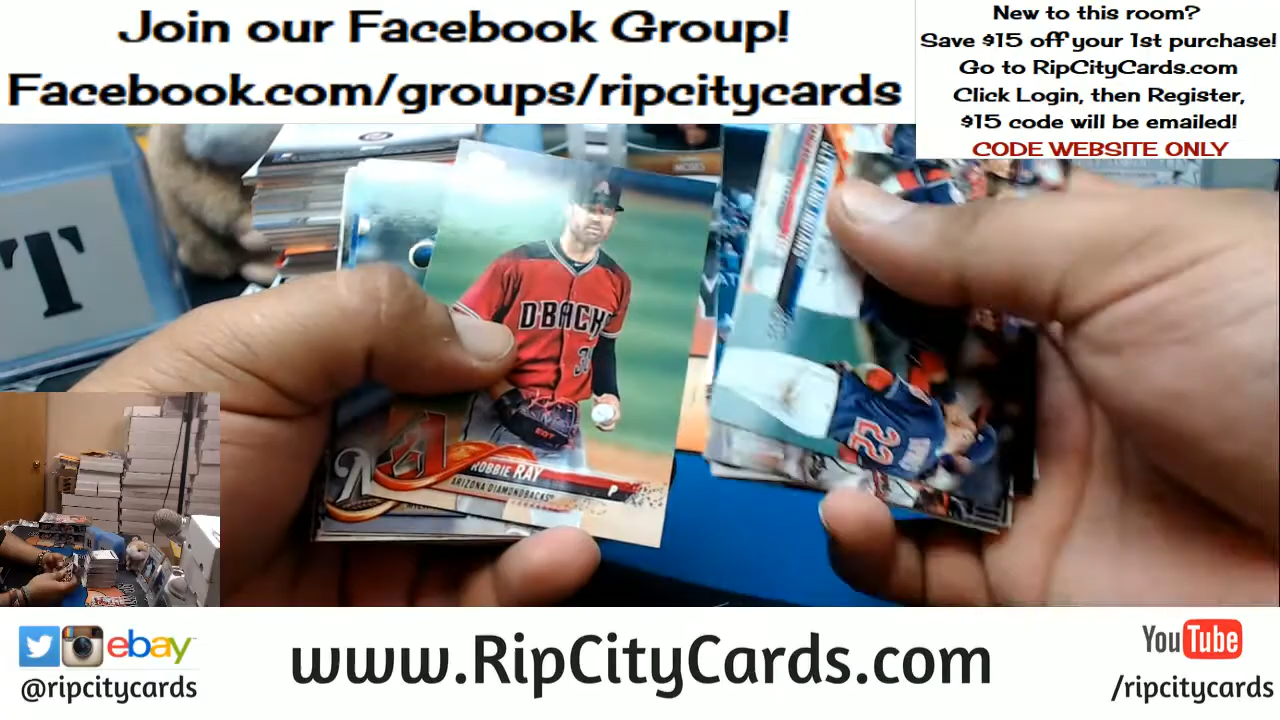 Join our Facebook Group!
Facebook.com/groups/ripcitycards
New to this room?
Save $15 off your 1st purchase!
Go to RipCityCards.com
Click Login, then Register,
$15 code will be emailed!
CODE WEBSITE ONLY
T
D'BACKS
ROBBIE RAY
ARIZONA DIAMONDBACKS
P
22
ebay
@ripcitycards
www.RipCityCards.com
YouTube
/ripcitycards